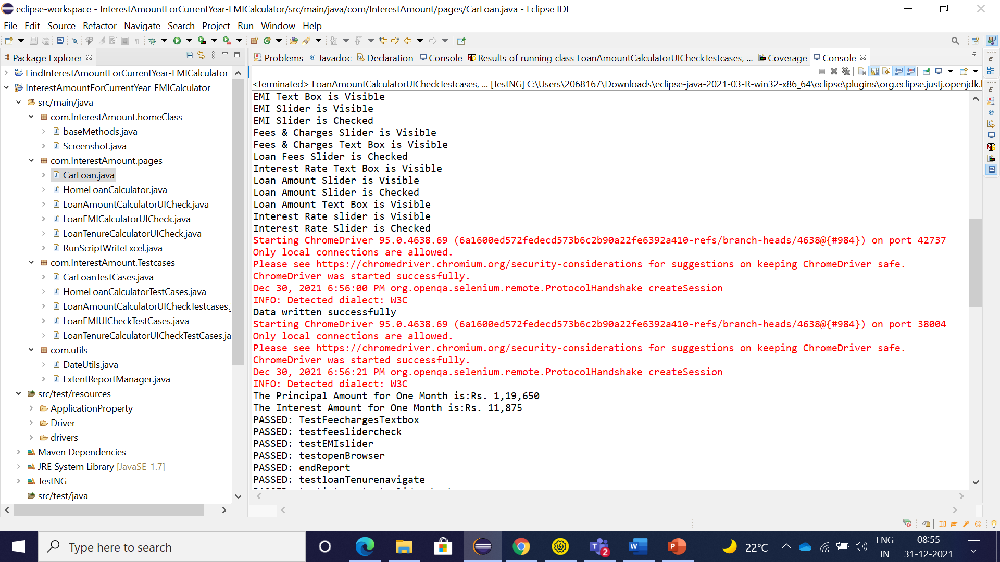 eclipse-workspace - InterestAmountForCurrentYear-EMICalculator/src/main/java/com/InterestAmount/pages/CarLoan.java - Eclipse IDE
File Edit Source Refactor Navigate Search Project Run Window Help
Package Explorer
FindInterestAmountForCurrentYear-EMICalculator
InterestAmountForCurrentYear-EMICalculator
src/main/java
com.InterestAmount.homeClass
baseMethods.java
Screenshot.java
com.InterestAmount.pages
CarLoan.java
HomeLoanCalculator.java
LoanAmountCalculatorUICheck.java
LoanEMICalculatorUICheck.java
LoanTenureCalculatorUICheck.java
RunScriptWriteExcel.java
com.InterestAmount.Testcases
CarLoanTestCases.java
HomeLoanCalculatorTestCases.java
LoanAmountCalculatorUICheckTestcases.j
LoanEMIUICheckTestCases.java
LoanTenureCalculatorUICheckTestCases.ja
com.utils
DateUtils.java
ExtentReportManager.java
src/test/resources
ApplicationProperty
Driver
drivers
Maven Dependencies
JRE System Library [JavaSE-1.7]
TestNG
src/test/java
Problems @ Javadoc Declaration Console Results of running class LoanAmountCalculatorUICheckTestcases, ... Coverage Console
<terminated> LoanAmountCalculatorUICheckTestcases, ... [TestNG] C:\Users\2068167\Downloads\eclipse-java-2021-03-R-win32-x86_64\eclipse\plugins\org.eclipse.justj.openjdk.
EMI Text Box is Visible
EMI Slider is Visible
EMI Slider is Checked
Fees & Charges Slider is Visible
Fees & Charges Text Box is Visible
Loan Fees Slider is Checked
Interest Rate Text Box is Visible
Loan Amount Slider is Visible
Loan Amount Slider is Checked
Loan Amount Text Box is Visible
Interest Rate slider is Visible
Interest Rate Slider is Checked
Starting ChromeDriver 95.0.4638.69 (6a1600ed572fedecd573b6c2b90a22fe6392a410-refs/branch-heads/4638@{#984}) on port 42737
Only local connections are allowed.
Please see https://chromedriver.chromium.org/security-considerations for suggestions on keeping ChromeDriver safe.
ChromeDriver was started successfully.
Dec 30, 2021 6:56:00 PM org.openqa.selenium.remote.ProtocolHandshake createSession
INFO: Detected dialect: W3C
Data written successfully
Starting ChromeDriver 95.0.4638.69 (6a1600ed572fedecd573b6c2b90a22fe6392a410-refs/branch-heads/4638@{#984}) on port 38004
Only local connections are allowed.
Please see https://chromedriver.chromium.org/security-considerations for suggestions on keeping ChromeDriver safe.
ChromeDriver was started successfully.
Dec 30, 2021 6:56:21 PM org.openqa.selenium.remote.ProtocolHandshake createSession
INFO: Detected dialect: W3C
The Principal Amount for One Month is:Rs. 1,19,650
The Interest Amount for One Month is:Rs. 11,875
PASSED: TestFeechargesTextbox
PASSED: testfeeslidercheck
PASSED: testEMIslider
PASSED: testopenBrowser
PASSED: endReport
PASSED: testloanTenurenavigate
Type here to search
22°C
ENG
IN
08:55
31-12-2021